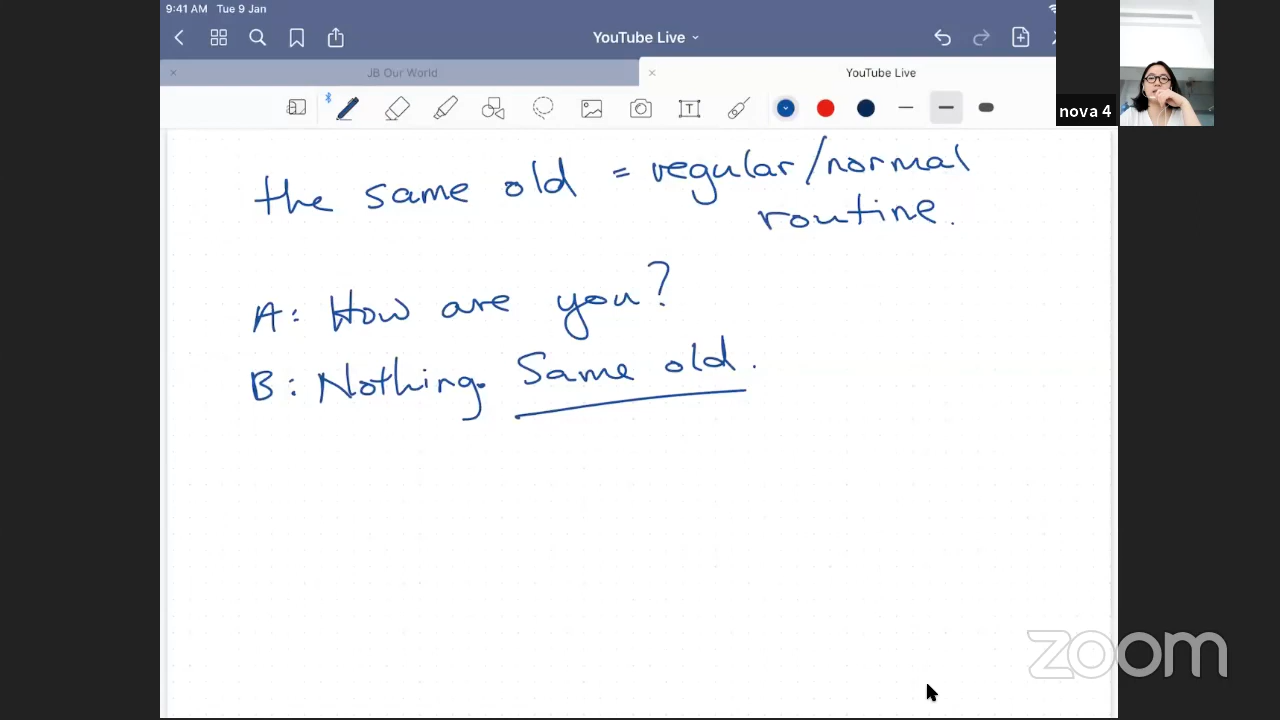 9:41 AM Tue 9 Jan
YouTube Live
JB Our World
YouTube Live
T
nova 4
the same old = regular/normal
routine.
A: How are you?
B: Nothing. Same old.
zoom